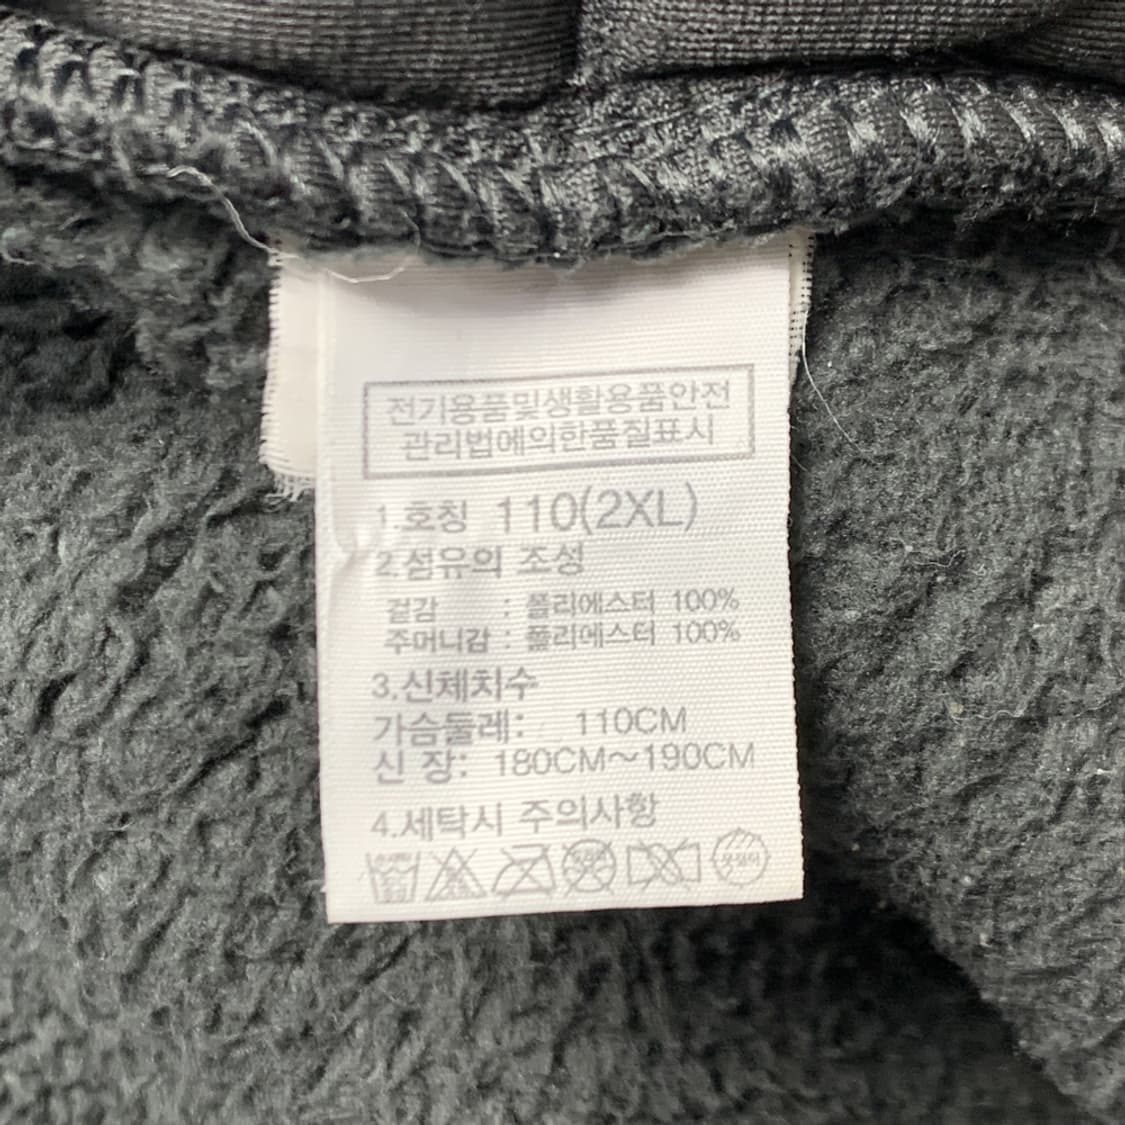 전기용품및생활용품안전
관리법에의한품질표시
1.호칭 110(2XL)
2.섬유의 조성
겉감 : 폴리에스터 100%
주머니감 : 폴리에스터 100%
3.신체치수
가슴둘레: 110CM
신 장: 180CM~190CM
4.세탁시 주의사항
옷걸이